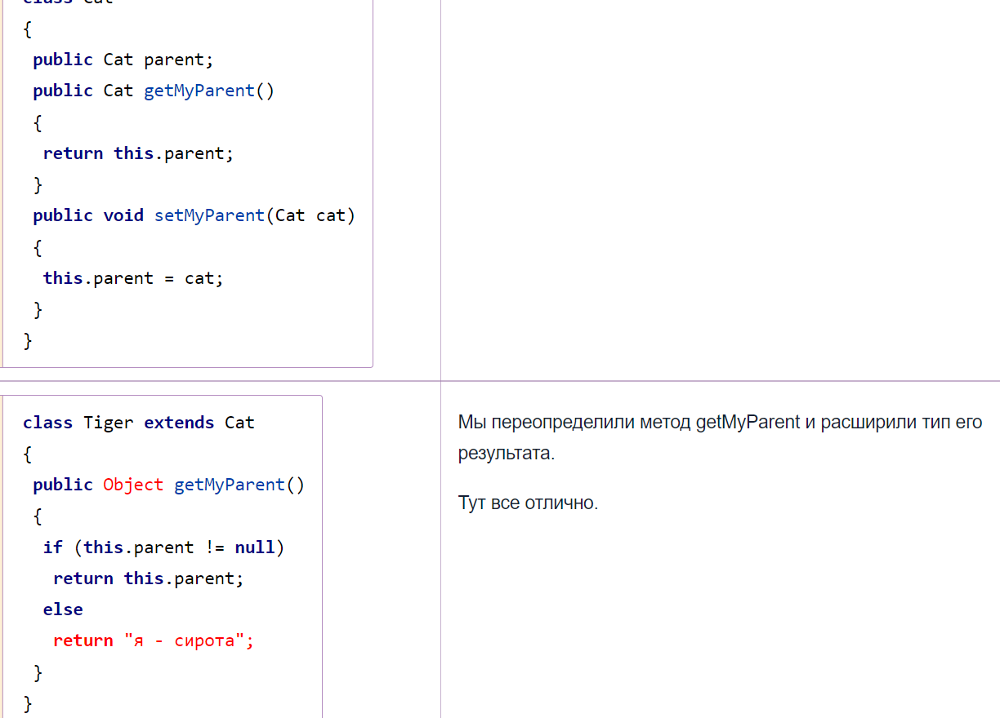 class Cat
{
public Cat parent;
public Cat getMyParent()
{
return this.parent;
}
public void setMyParent(Cat cat)
{
this.parent = cat;
}
}
class Tiger extends Cat
{
public Object getMyParent()
{
if (this.parent != null)
return this.parent;
else
return "я - сирота";
}
}
Мы переопределили метод getMyParent и расширили тип его
результата.
Тут все отлично.